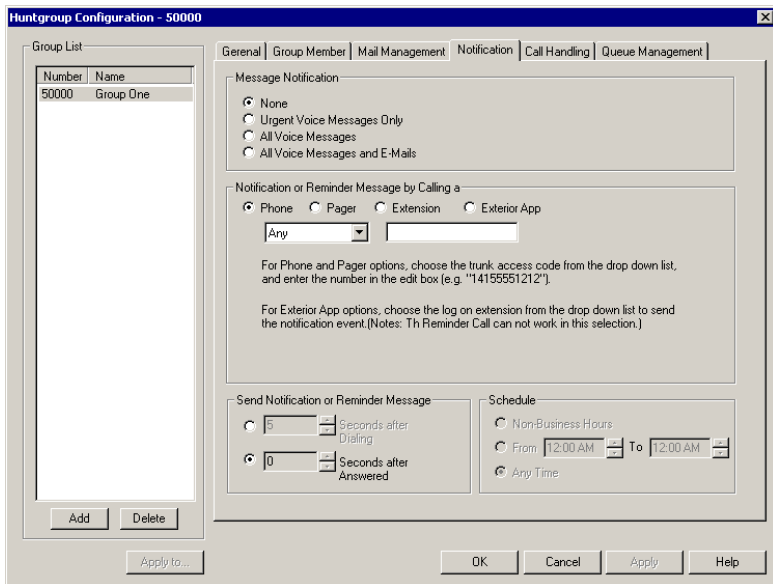 Huntgroup Configuration - 50000
Group List
Number Name
50000 Group One
Add Delete
Apply to...
Gerenal Group Member Mail Management Notification Call Handling Queue Management
Message Notification
None
Urgent Voice Messages Only
All Voice Messages
All Voice Messages and E-Mails
Notification or Reminder Message by Calling a
Phone Pager Extension Exterior App
Any
For Phone and Pager options, choose the trunk access code from the drop down list,
and enter the number in the edit box (e.g. "14155551212").
For Exterior App options, choose the log on extension from the drop down list to send
the notification event.(Notes: Th Reminder Call can not work in this selection.)
Send Notification or Reminder Message
5 Seconds after
Dialing
0 Seconds after
Answered
Schedule
Non-Business Hours
From 12:00 AM To 12:00 AM
Any Time
OK Cancel Apply Help